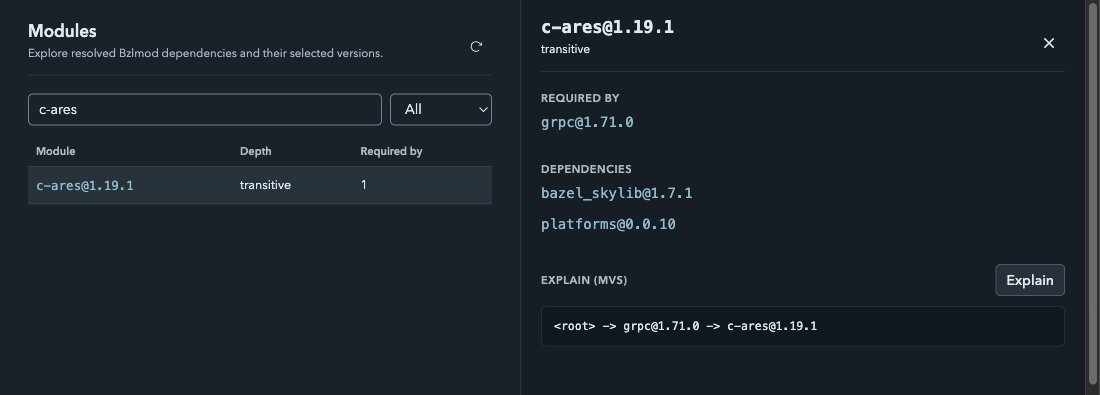 Modules
Explore resolved Bzlmod dependencies and their selected versions.
c-ares
All
Module Depth Required by
c-ares@1.19.1 transitive 1
c-ares@1.19.1
transitive
REQUIRED BY
grpc@1.71.0
DEPENDENCIES
bazel_skylib@1.7.1
platforms@0.0.10
EXPLAIN (MVS)
Explain
<root> -> grpc@1.71.0 -> c-ares@1.19.1